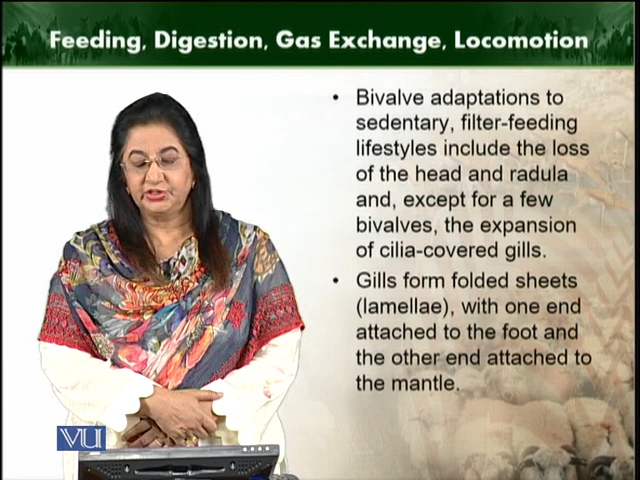 Feeding, Digestion, Gas Exchange, Locomotion
• Bivalve adaptations to
sedentary, filter-feeding
lifestyles include the loss
of the head and radula
and, except for a few
bivalves, the expansion
of cilia-covered gills.
• Gills form folded sheets
(lamellae), with one end
attached to the foot and
the other end attached to
the mantle.
VU